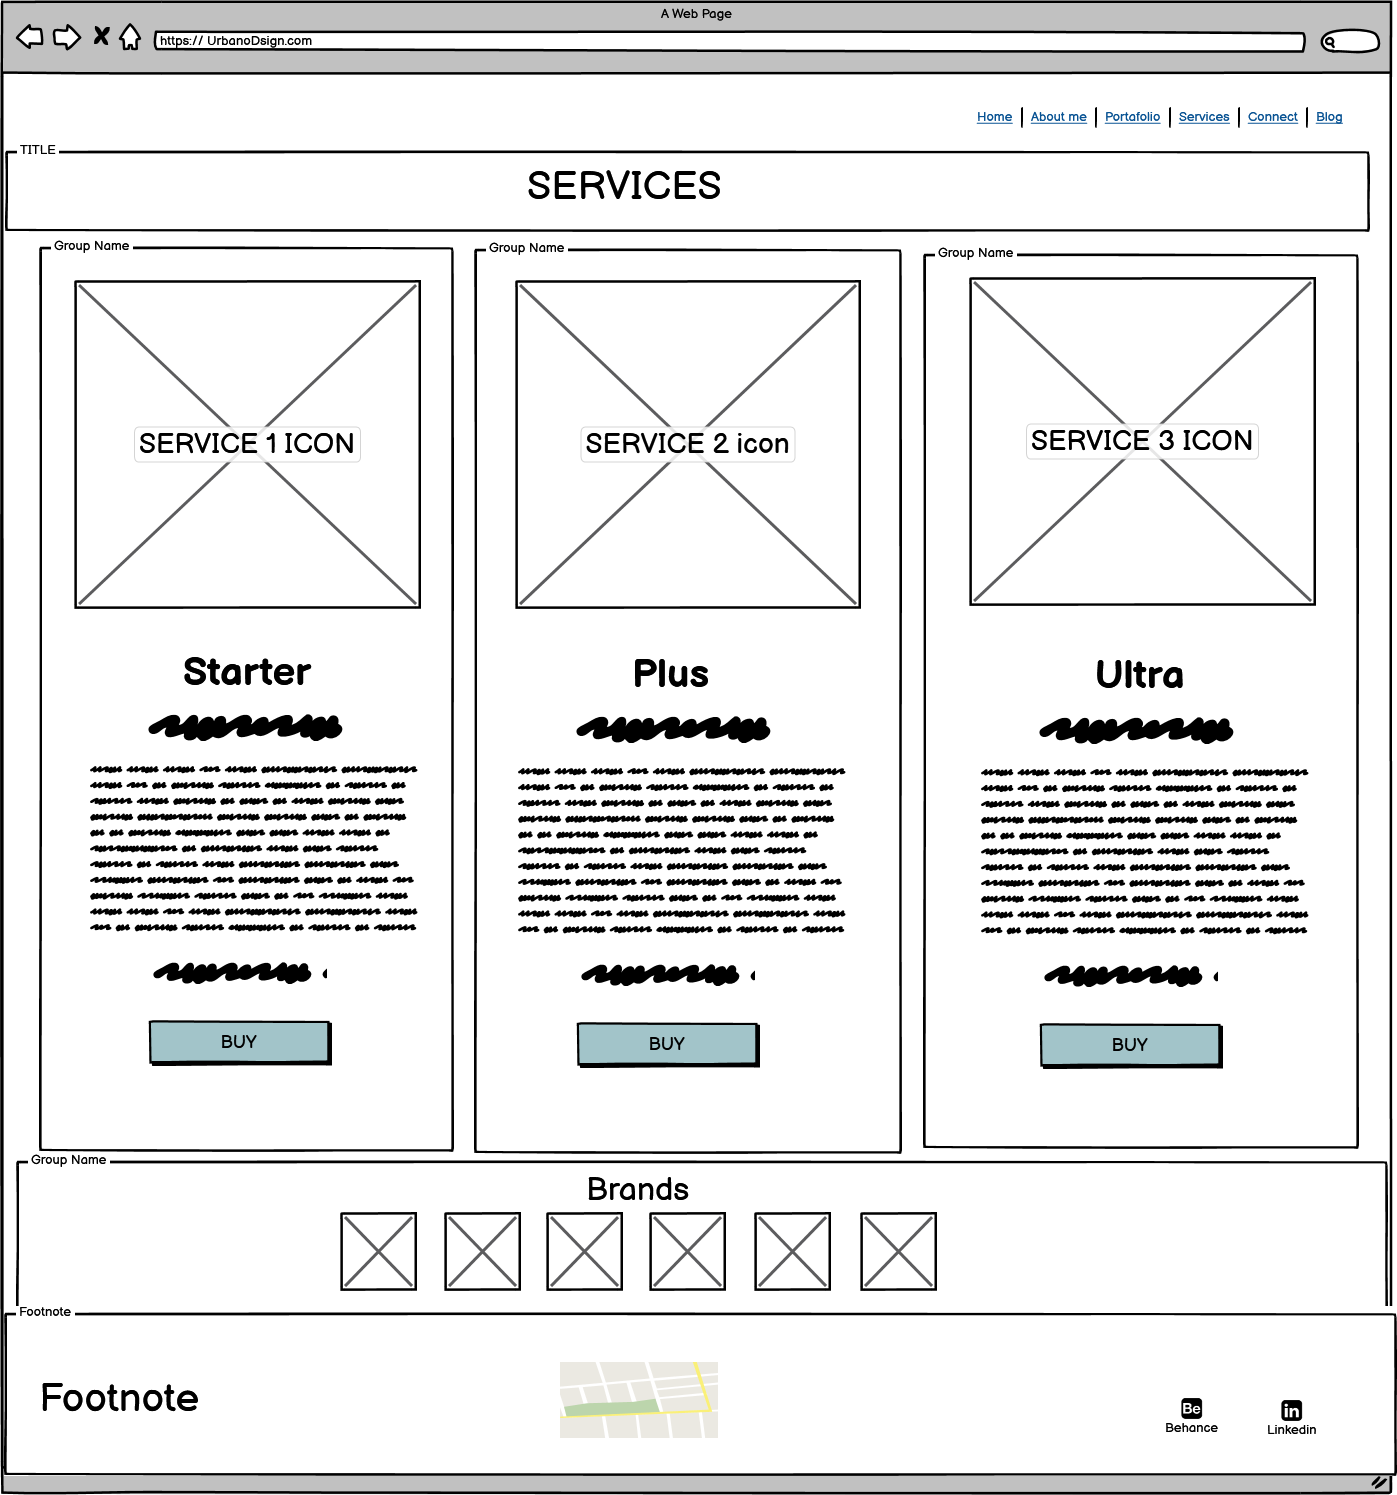 A Web Page
https:// UrbanoDsign.com
Home About me Portafolio Services Connect Blog
TITLE
SERVICES
Group Name
Group Name
Group Name
SERVICE 1 ICON
SERVICE 2 icon
SERVICE 3 ICON
Starter
Plus
Ultra
BUY
BUY
BUY
Group Name
Brands
Footnote
Footnote
Be
Behance
in
Linkedin